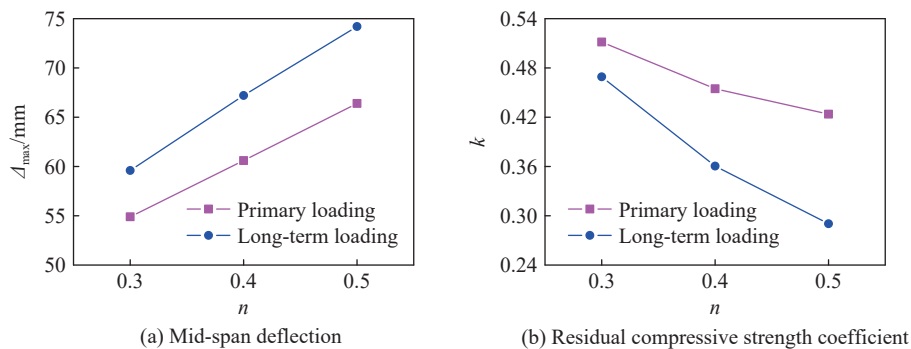 75
70
65
60
55
50
Δmax/mm
Primary loading
Long-term loading
0.3 0.4 0.5
n
(a) Mid-span deflection
0.54
0.48
0.42
0.36
0.30
0.24
k
Primary loading
Long-term loading
0.3 0.4 0.5
n
(b) Residual compressive strength coefficient